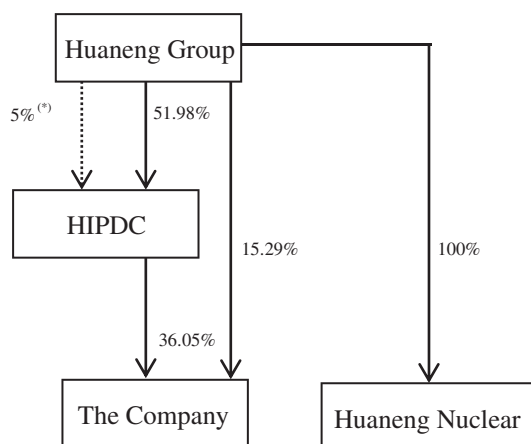 Huaneng Group
5% (*)
51.98%
HIPDC
15.29%
100%
36.05%
The Company
Huaneng Nuclear